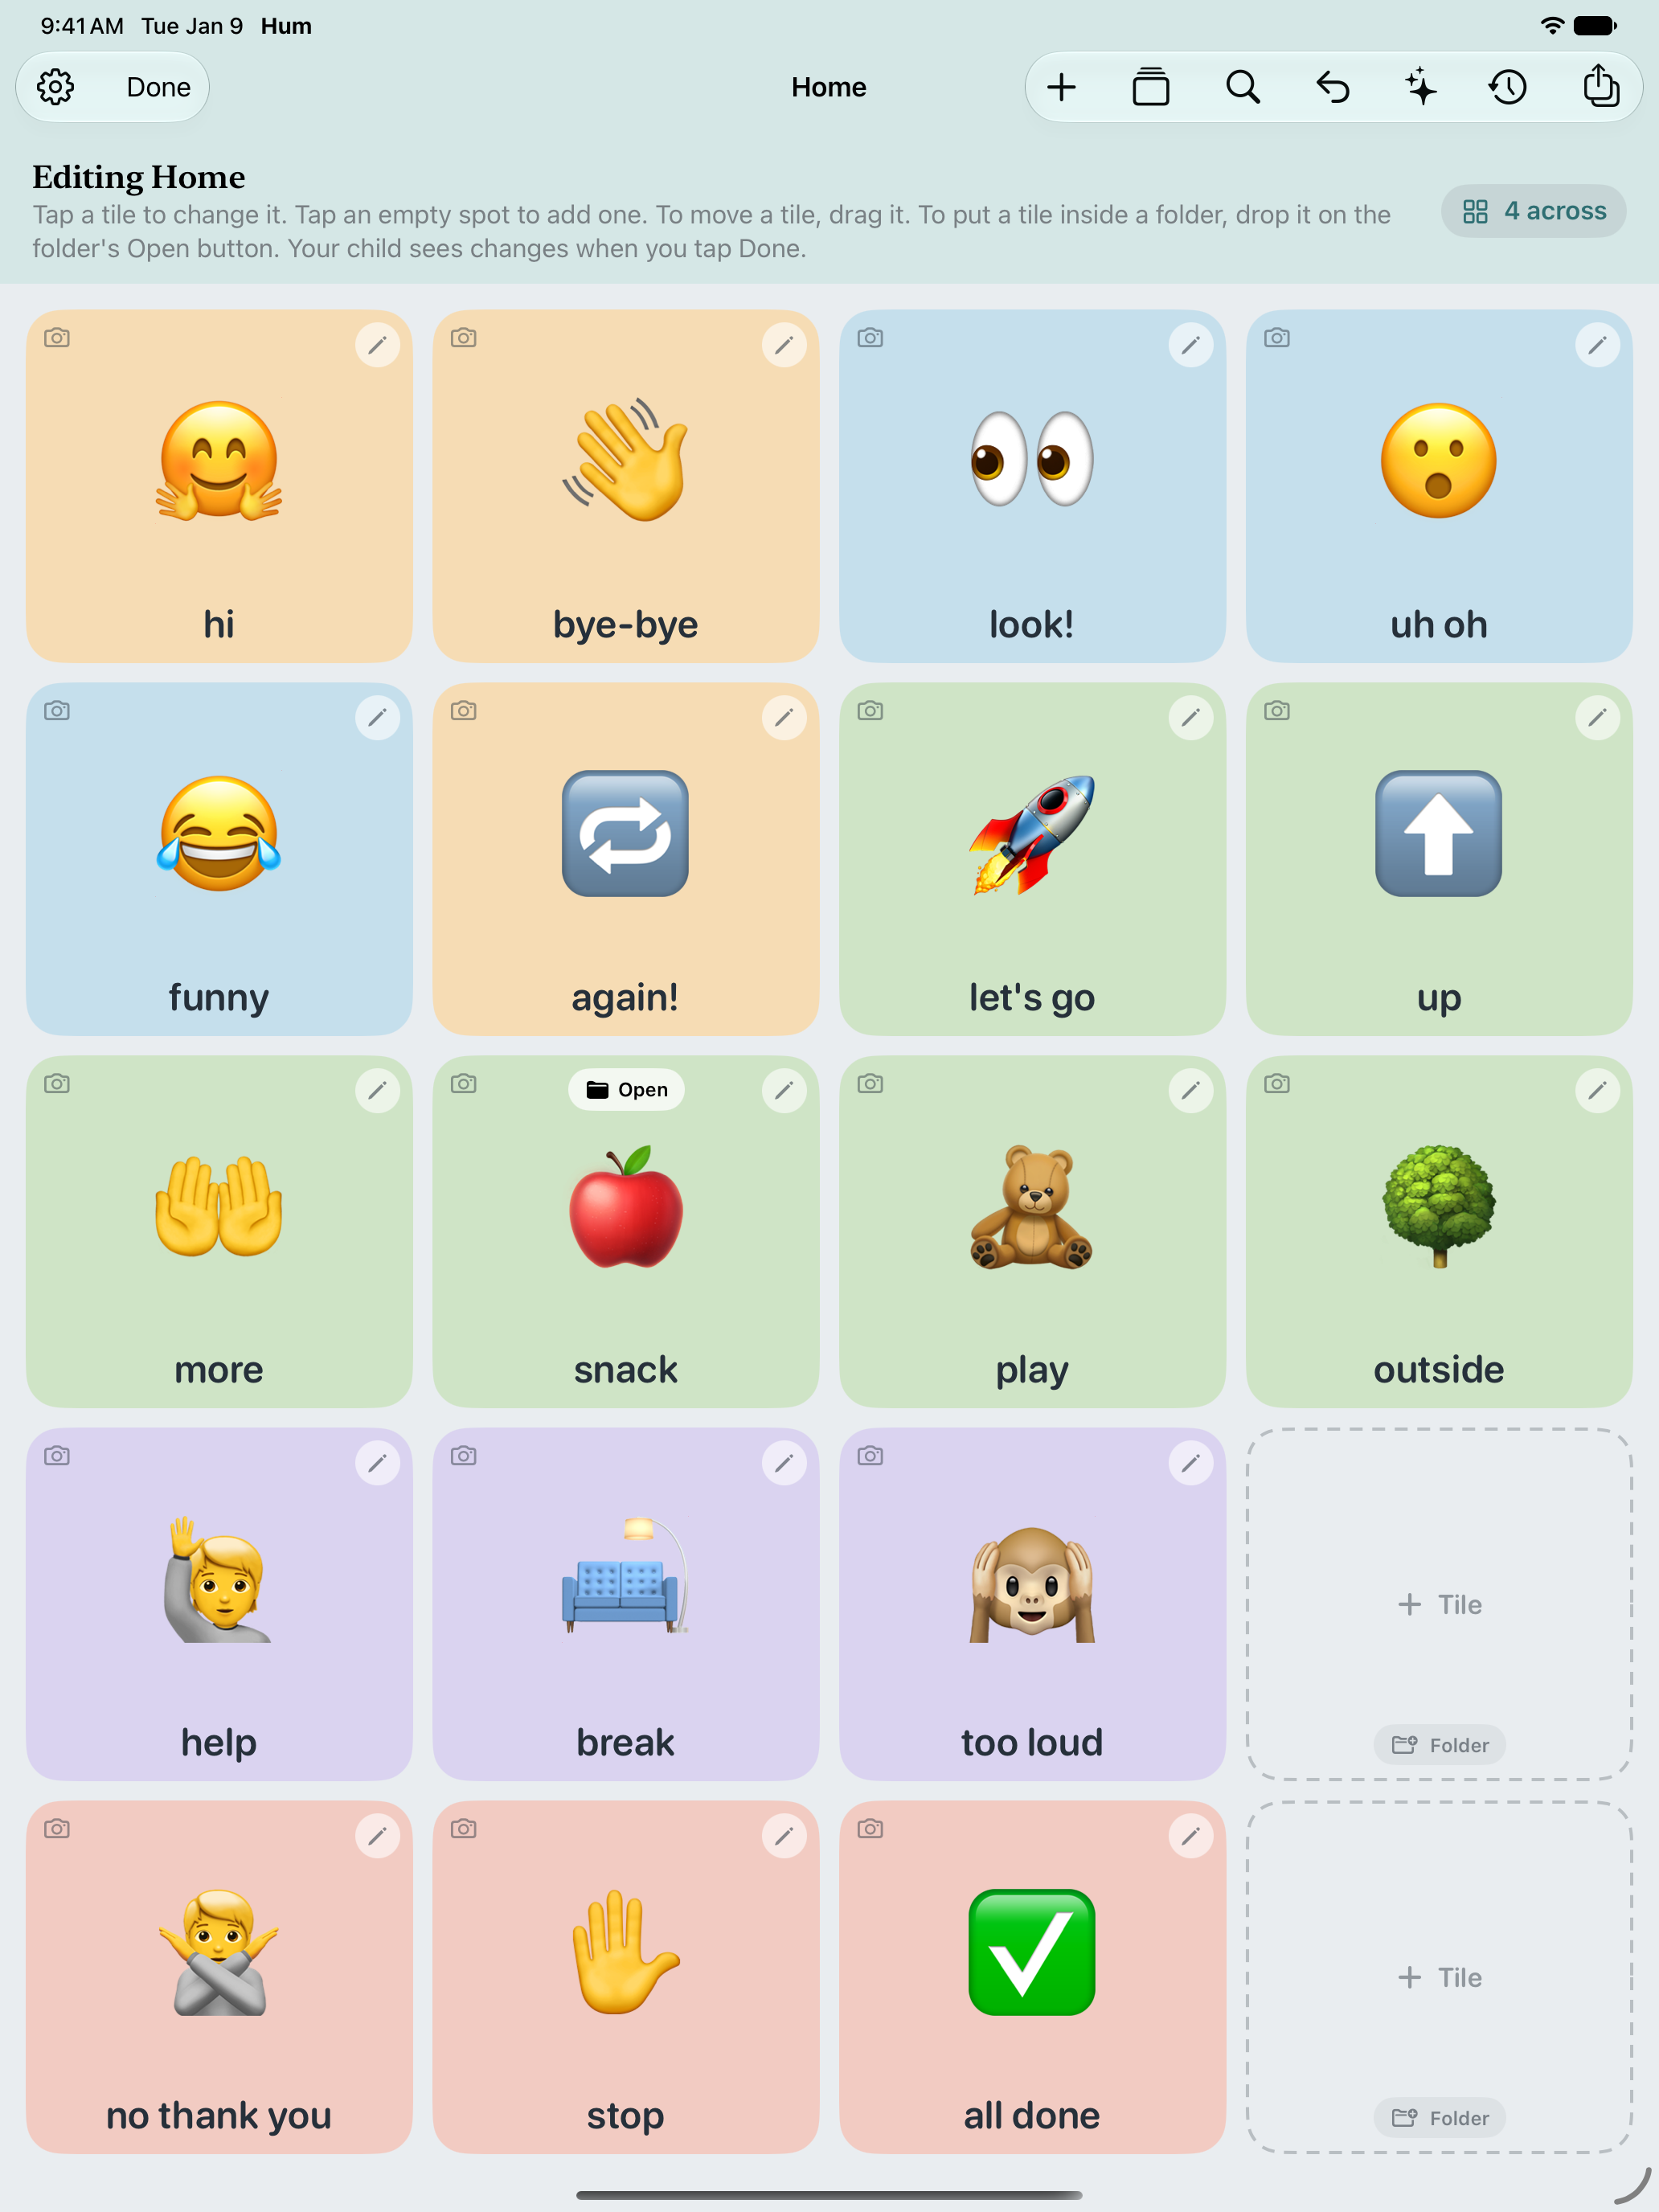 9:41 AM Tue Jan 9 Hum
Done
Home
Editing Home
Tap a tile to change it. Tap an empty spot to add one. To move a tile, drag it. To put a tile inside a folder, drop it on the
folder's Open button. Your child sees changes when you tap Done.
4 across
hi
bye-bye
look!
uh oh
funny
again!
let's go
up
more
Open
snack
play
outside
help
break
too loud
Tile
Folder
no thank you
stop
all done
Tile
Folder